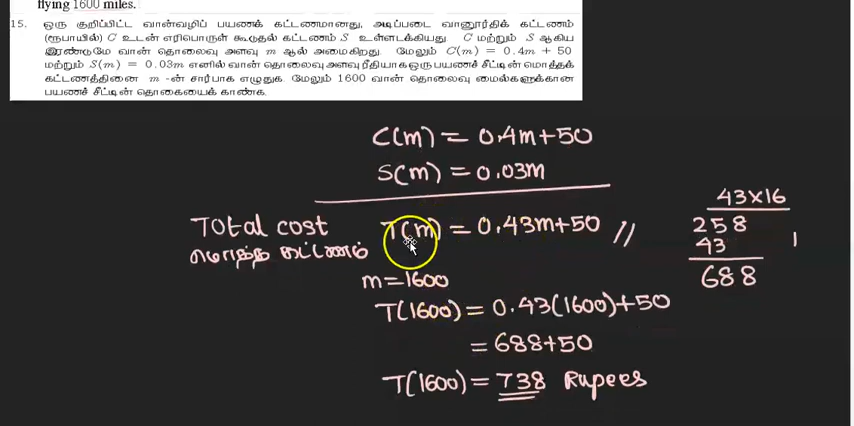 flying 1600 miles.
15. ஒரு குறிப்பிட்ட வான்வழிப் பயணக் கட்டணமானது, அடிப்படை வானூர்திக் கட்டணம்
(ரூபாயில்) C உடன் எரிபொருள் கூடுதல் கட்டணம் S உள்ளடக்கியது. C மற்றும் S ஆகிய
இரண்டுமே வான் தொலைவு அளவு m ஆல் அமைகிறது. மேலும் C(m) = 0.4m + 50
மற்றும் S(m) = 0.03m எனில் வான் தொலைவு அளவு ரீதியாக ஒரு பயணச் சீட்டின் மொத்தக்
கட்டணத்தினை m -ன் சார்பாக எழுதுக. மேலும் 1600 வான் தொலைவு மைல்களுக்கான
பயணச் சீட்டின் தொகையைக் காண்க.
C(m) = 0.4m+50
S(m) = 0.03m
43×16
Total cost T(m) = 0.43m+50 //
258
மொத்த கட்டணம்
43
688
m=1600
T(1600) = 0.43(1600)+50
= 688+50
T(1600) = 738 Rupees